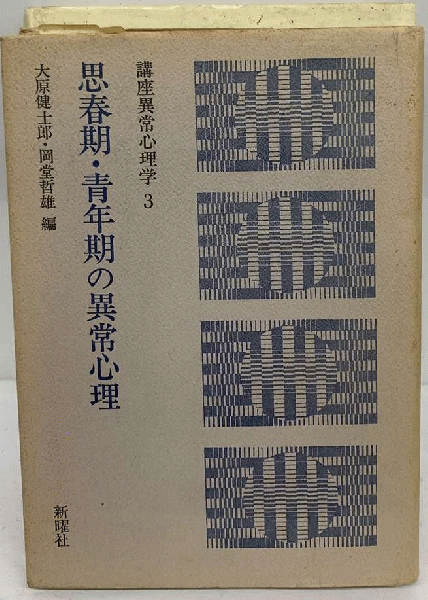 講座異常心理学 3
思春期・青年期の異常心理
大原健士郎・岡堂哲雄 編
新曜社